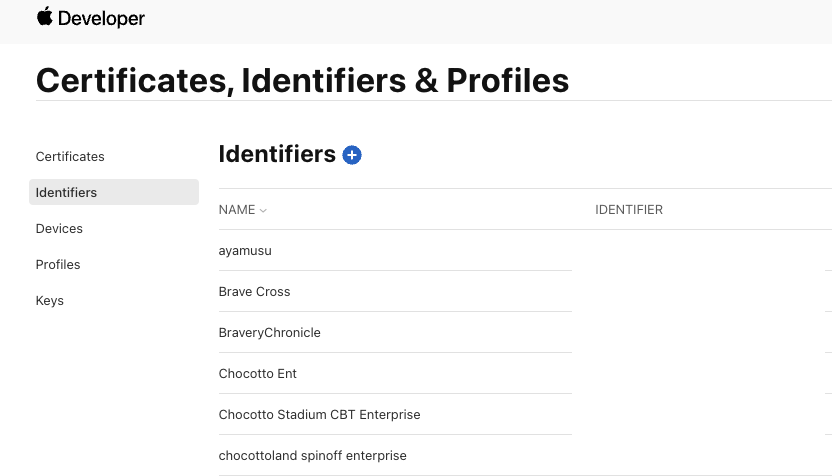 Developer
Certificates, Identifiers & Profiles
Certificates
Identifiers
Devices
Profiles
Keys
Identifiers
NAME
IDENTIFIER
ayamusu
Brave Cross
BraveryChronicle
Chocotto Ent
Chocotto Stadium CBT Enterprise
chocottoland spinoff enterprise